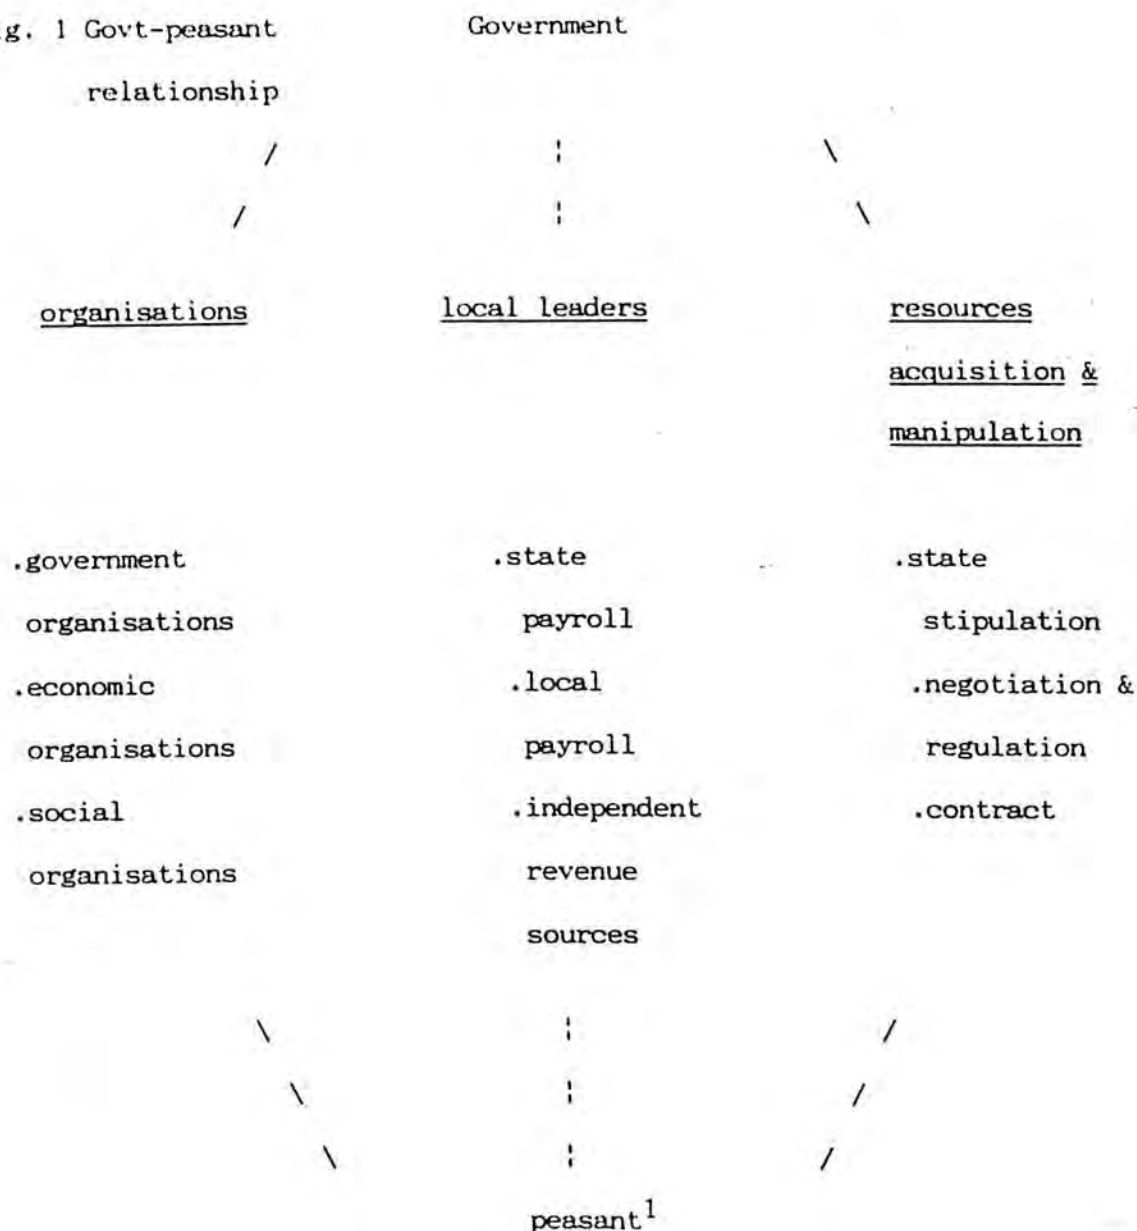 .g. 1 Govt-peasant Government
relationship
/ ¦ \
/ ¦ \
organisations local leaders resources
acquisition &
manipulation
.government .state .state
organisations payroll stipulation
.economic .local .negotiation &
organisations payroll regulation
.social .independent .contract
organisations revenue
sources
\ ¦ /
\ ¦ /
\ ¦ /
peasant1